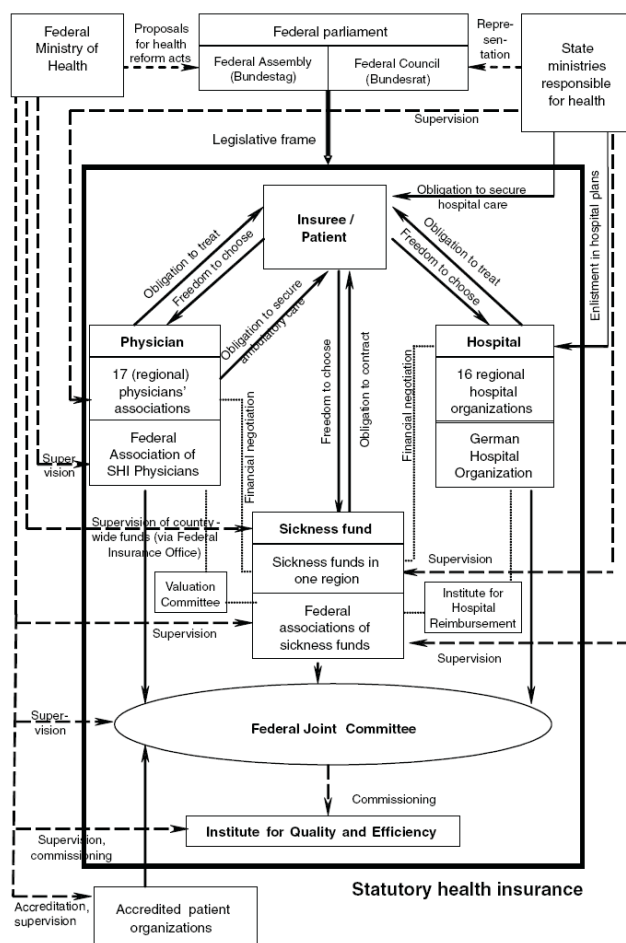 Federal
Ministry of
Health
Proposals
for health
reform acts
Federal parliament
Federal Assembly
(Bundestag)
Federal Council
(Bundesrat)
Repre-
sen-
tation
State
ministries
responsible
for health
Supervision
Legislative frame
Insuree /
Patient
Obligation to secure
hospital care
Enlistment in hospital plans
Obligation to treat
Freedom to choose
Obligation to secure
ambulatory care
Obligation to treat
Freedom to choose
Physician
17 (regional)
physicians'
associations
Federal
Association of
SHI Physicians
Hospital
16 regional
hospital
organizations
German
Hospital
Organization
Financial negotiation
Freedom to choose
Obligation to contract
Financial negotiation
Super-
vision
Supervision of country-
wide funds (via Federal
Insurance Office)
Sickness fund
Sickness funds in
one region
Federal
associations of
sickness funds
Supervision
Valuation
Committee
Institute for
Hospital
Reimbursement
Supervision
Supervision
Super-
vision
Federal Joint Committee
Commissioning
Institute for Quality and Efficiency
Supervision,
commissioning
Statutory health insurance
Accreditation,
supervision
Accredited patient
organizations